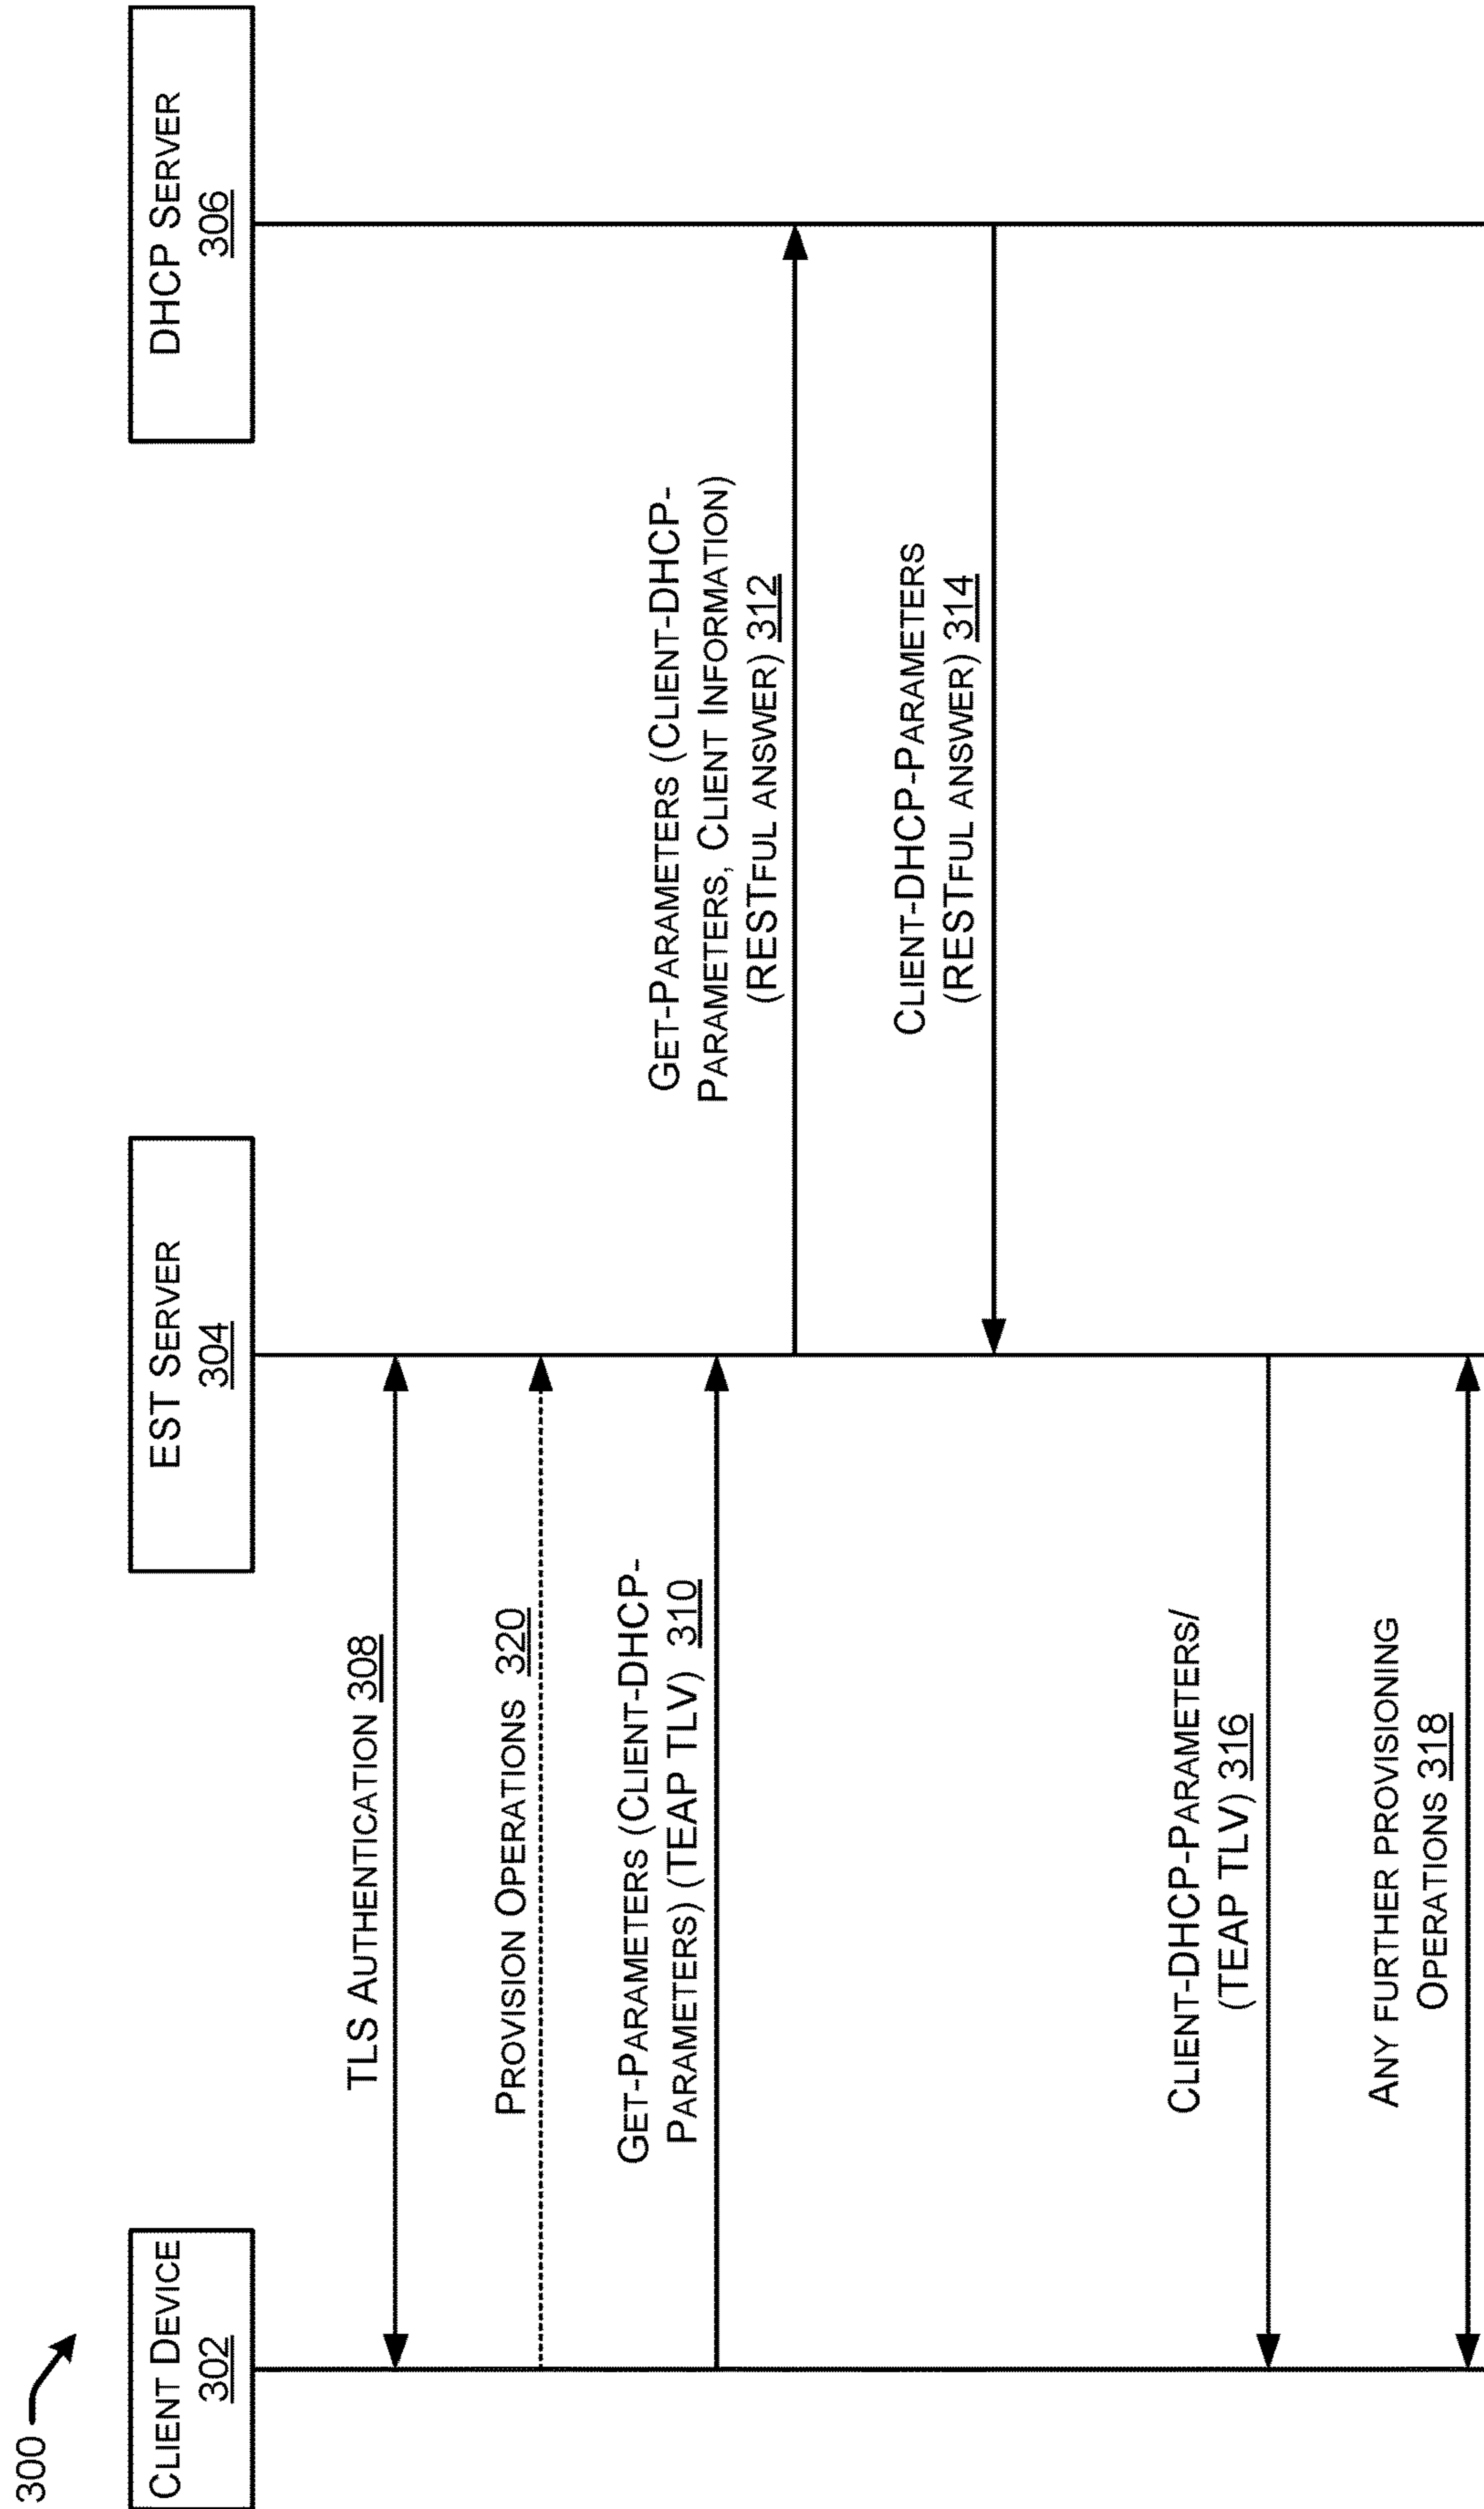 300
CLIENT DEVICE
302
EST SERVER
304
DHCP SERVER
306
TLS AUTHENTICATION 308
PROVISION OPERATIONS 320
GET-PARAMETERS (CLIENT-DHCP-
PARAMETERS) (TEAP TLV) 310
GET-PARAMETERS (CLIENT-DHCP-
PARAMETERS, CLIENT INFORMATION)
(RESTFUL ANSWER) 312
CLIENT-DHCP-PARAMETERS
(RESTFUL ANSWER) 314
CLIENT-DHCP-PARAMETERS/
(TEAP TLV) 316
ANY FURTHER PROVISIONING
OPERATIONS 318